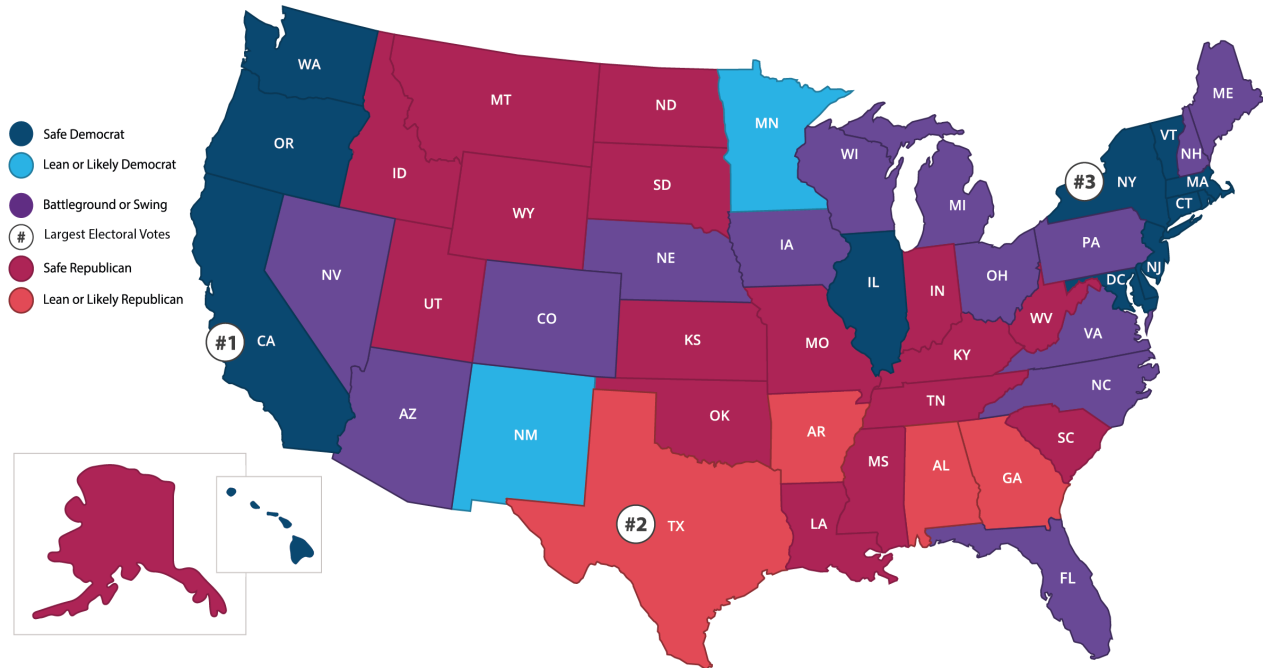 Safe Democrat
Lean or Likely Democrat
Battleground or Swing
# Largest Electoral Votes
Safe Republican
Lean or Likely Republican
WA
MT
ND
MN
ME
OR
ID
SD
WI
VT
NH
#3
NY
MA
WY
MI
CT
NV
UT
NE
IA
PA
NJ
CO
IL
IN
OH
DC
#1
CA
KS
MO
WV
VA
KY
AZ
NM
OK
AR
TN
NC
SC
#2
TX
MS
AL
GA
LA
FL